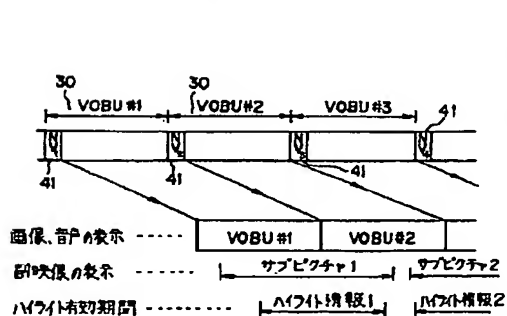 30 30
VOBU #1 VOBU #2 VOBU #3 41
41 41 41
画像、音声の表示 ----- VOBU #1 VOBU #2
副映像の表示 ----- サブピクチャ1 サブピクチャ2
ハイライト有効期間 ----- ハイライト情報1 ハイライト情報2